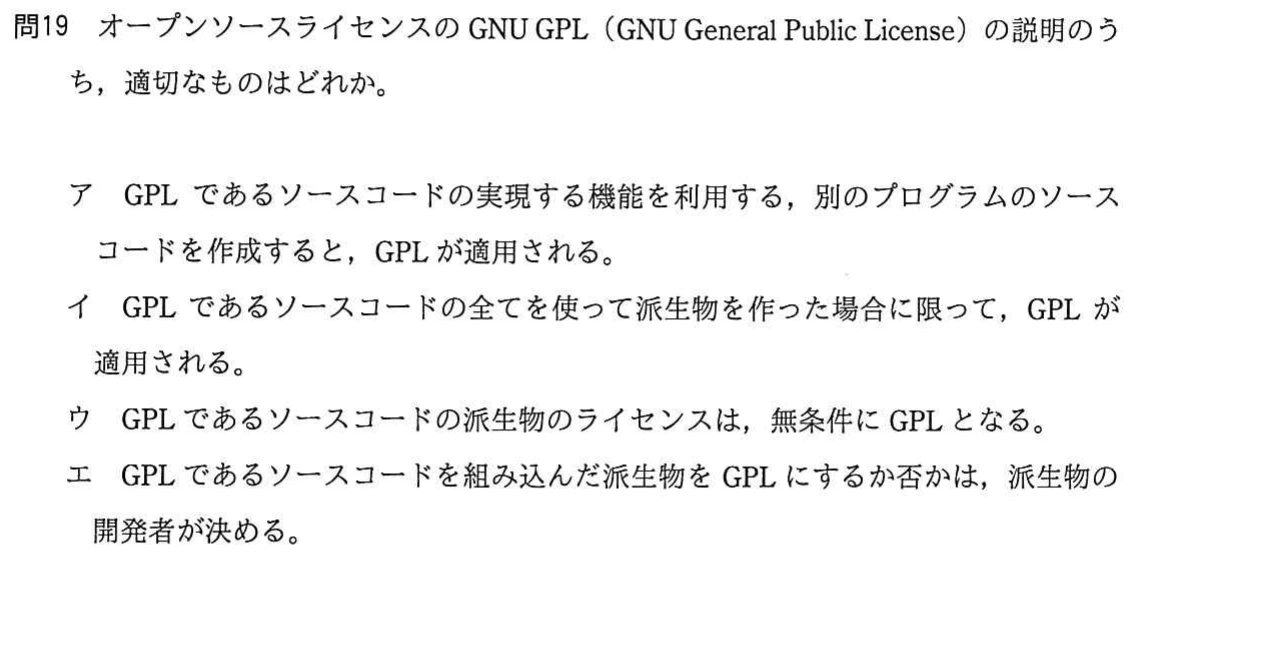 問19 オープンソースライセンスの GNU GPL（GNU General Public License）の説明のう
ち，適切なものはどれか。
ア GPL であるソースコードの実現する機能を利用する，別のプログラムのソース
コードを作成すると，GPL が適用される。
イ GPL であるソースコードの全てを使って派生物を作った場合に限って，GPL が
適用される。
ウ GPL であるソースコードの派生物のライセンスは，無条件に GPL となる。
エ GPL であるソースコードを組み込んだ派生物を GPL にするか否かは，派生物の
開発者が決める。